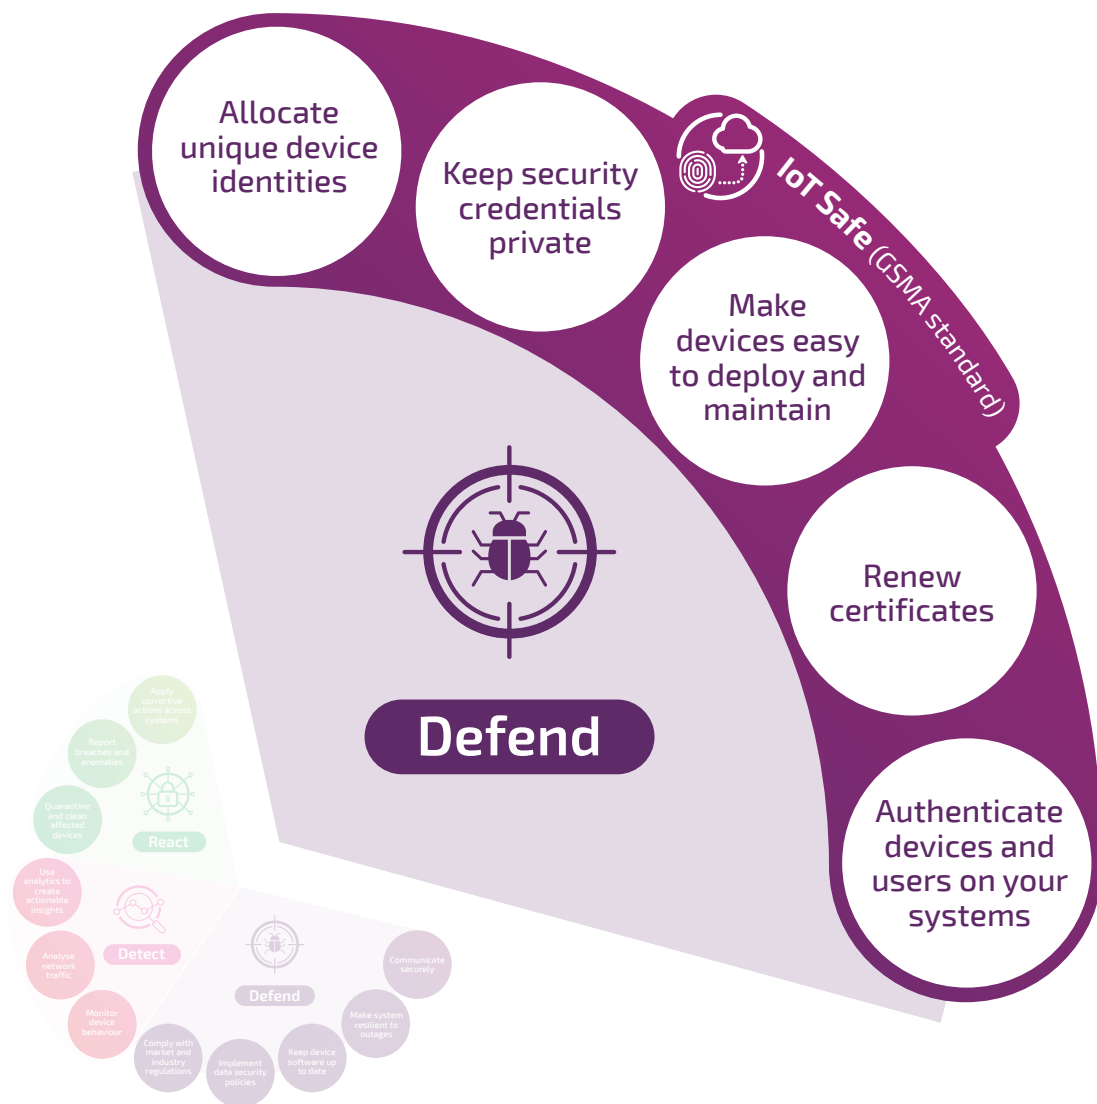 Allocate
unique device
identities
Keep security
credentials
private
IoT Safe (GSMA standard)
Make
devices easy
to deploy and
maintain
Renew
certificates
Authenticate
devices and
users on your
systems
Defend
Apply
corrective
actions across
systems
Report
breaches and
anomalies
Quarantine
and clean
affected
devices
React
Use
analytics to
create
actionable
insights
Analyse
network
traffic
Monitor
device
behaviour
Detect
Defend
Comply with
market and
industry
regulations
Implement
data security
policies
Keep device
software up
to date
Make system
resilient to
outages
Communicate
securely